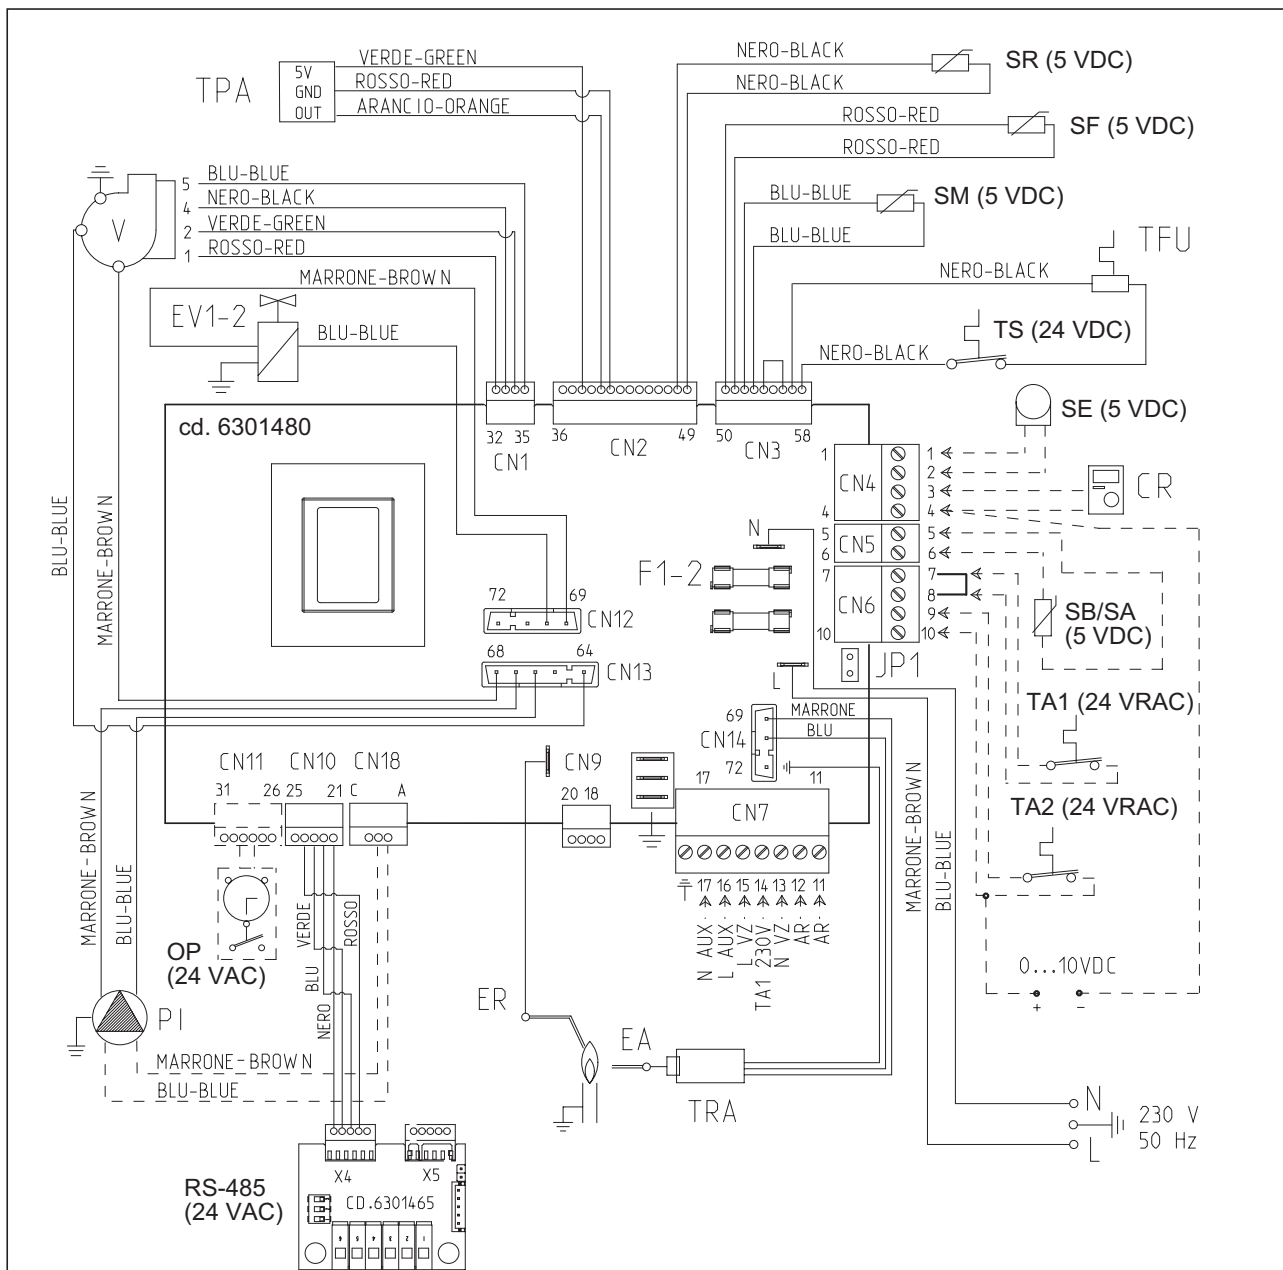 VERDE-GREEN
ROSSO-RED
ARANCIO-ORANGE
TPA
5V
GND
OUT
NERO-BLACK
NERO-BLACK
SR (5 VDC)
ROSSO-RED
ROSSO-RED
SF (5 VDC)
BLU-BLUE
BLU-BLUE
SM (5 VDC)
TFU
NERO-BLACK
TS (24 VDC)
NERO-BLACK
V
5 BLU-BLUE
4 NERO-BLACK
2 VERDE-GREEN
1 ROSSO-RED
MARRONE-BROWN
EV1-2
BLU-BLUE
cd. 6301480
32 35
CN1
36 49
CN2
50 58
CN3
SE (5 VDC)
CR
1
CN4
4
1
2
3
4
5
6
CN5
5
6
7
CN6
10
7
8
9
10
JP1
N
F1-2
L
SB/SA
(5 VDC)
TA1 (24 VRAC)
TA2 (24 VRAC)
0...10VDC
+ -
BLU-BLUE
MARRONE-BROWN
72 69
CN12
68 64
CN13
69
CN14
72
MARRONE
BLU
CN11
31 26
CN10
25 21
CN18
C A
CN9
20 18
17 11
CN7
17 16 15 14 13 12 11
N AUX
L AUX
L VZ
TA1 230V
N VZ
AR
AR
MARRONE-BROWN
BLU-BLUE
MARRONE-BROWN
BLU-BLUE
OP
(24 VAC)
VERDE
BLU
NERO
ROSSO
PI
MARRONE-BROWN
BLU-BLUE
ER
EA
TRA
N
L
230 V
50 Hz
RS-485
(24 VAC)
X4 X5
CD.6301465
6 5 4 3 2 1